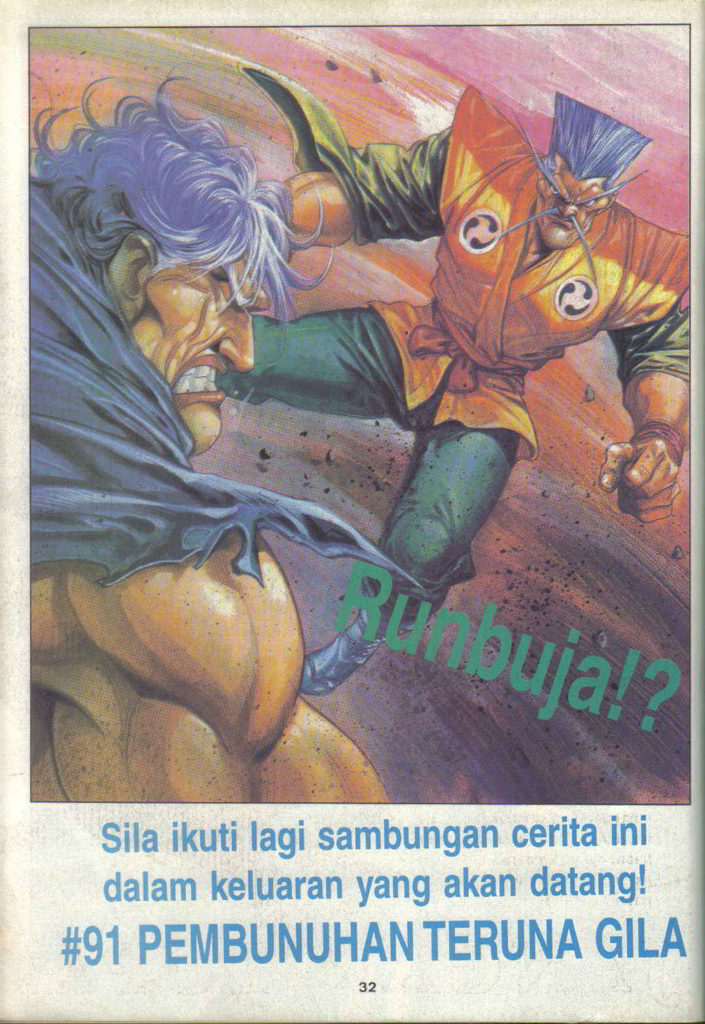 Runbuja!?
Sila ikuti lagi sambungan cerita ini
dalam keluaran yang akan datang!
#91 PEMBUNUHAN TERUNA GILA
32